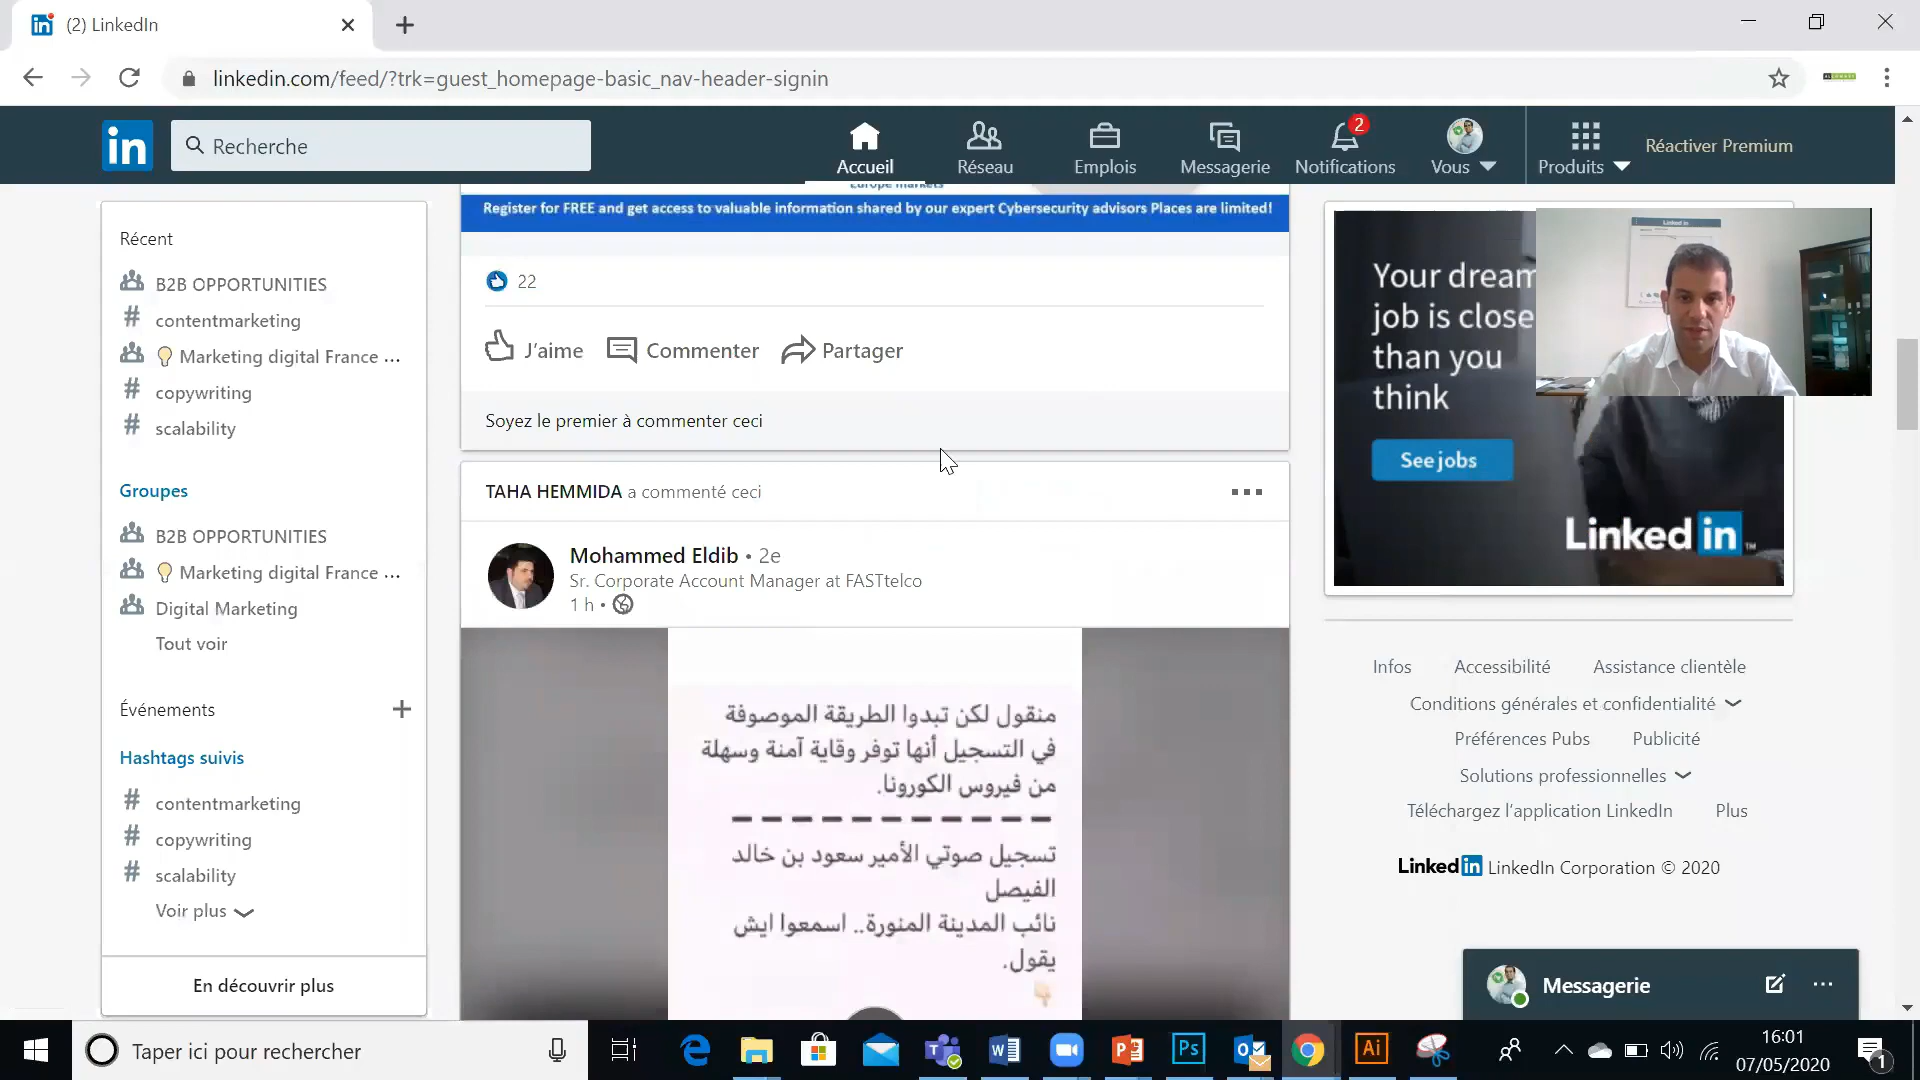 (2) LinkedIn
linkedin.com/feed/?trk=guest_homepage-basic_nav-header-signin
in
Recherche
Accueil
Réseau
Emplois
Messagerie
2
Notifications
Vous
Produits
Réactiver Premium
Récent
B2B OPPORTUNITIES
# contentmarketing
Marketing digital France ...
# copywriting
# scalability
Groupes
B2B OPPORTUNITIES
Marketing digital France ...
Digital Marketing
Tout voir
Événements
Hashtags suivis
# contentmarketing
# copywriting
# scalability
Voir plus
En découvrir plus
Europe markets
Register for FREE and get access to valuable information shared by our expert Cybersecurity advisors Places are limited!
22
J'aime
Commenter
Partager
Soyez le premier à commenter ceci
TAHA HEMMIDA a commenté ceci
Mohammed Eldib • 2e
Sr. Corporate Account Manager at FASTtelco
1 h •
منقول لكن تبدوا الطريقة الموصوفة
في التسجيل أنها توفر وقاية آمنة وسهلة
من فيروس الكورونا.
تسجيل صوتي الأمير سعود بن خالد
الفيصل
نائب المدينة المنورة.. اسمعوا ايش
يقول.
Your dream
job is close
than you
think
See jobs
Linked in
Linked in
Infos
Accessibilité
Assistance clientèle
Conditions générales et confidentialité
Préférences Pubs
Publicité
Solutions professionnelles
Téléchargez l'application LinkedIn
Plus
Linked in LinkedIn Corporation © 2020
Messagerie
Taper ici pour rechercher
Ps
Ai
16:01
07/05/2020
1